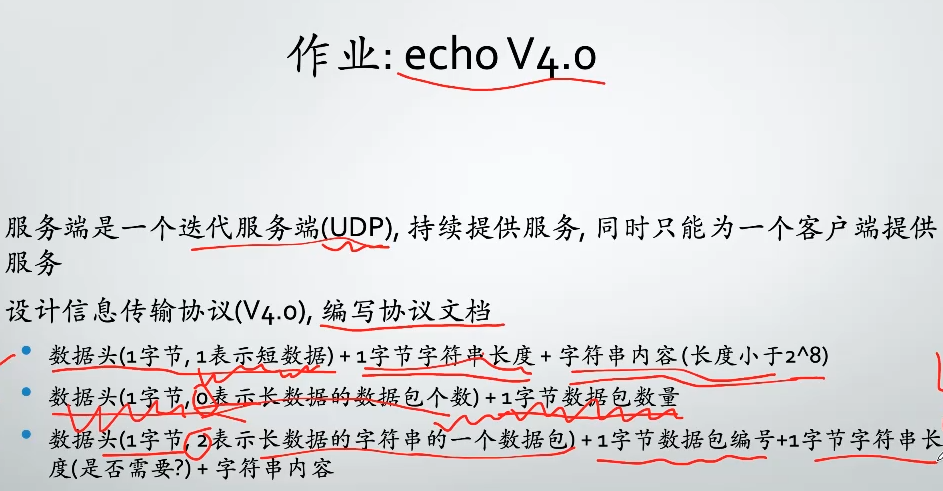 作业: echo V4.0
服务端是一个迭代服务端(UDP), 持续提供服务, 同时只能为一个客户端提供
服务
设计信息传输协议(V4.0), 编写协议文档
数据头(1字节, 1表示短数据) + 1字节字符串长度 + 字符串内容 (长度小于2^8)
数据头(1字节, 0表示长数据的数据包个数) + 1字节数据包数量
数据头(1字节, 2表示长数据的字符串的一个数据包) + 1字节数据包编号+1字节字符串长
度(是否需要?) + 字符串内容